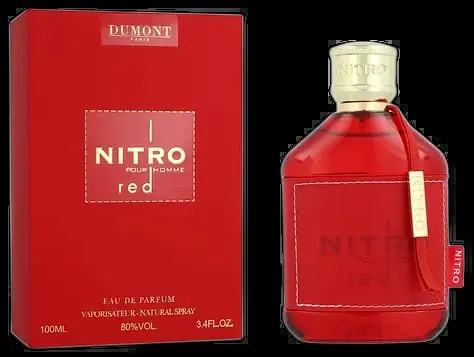 DUMONT
PARIS
NITRO
POUR HOMME
red
EAU DE PARFUM
VAPORISATEUR-NATURAL SPRAY
100ML 80%VOL. 3.4FL.OZ.
NITRO
NITRO
NITRO
red
NITRO